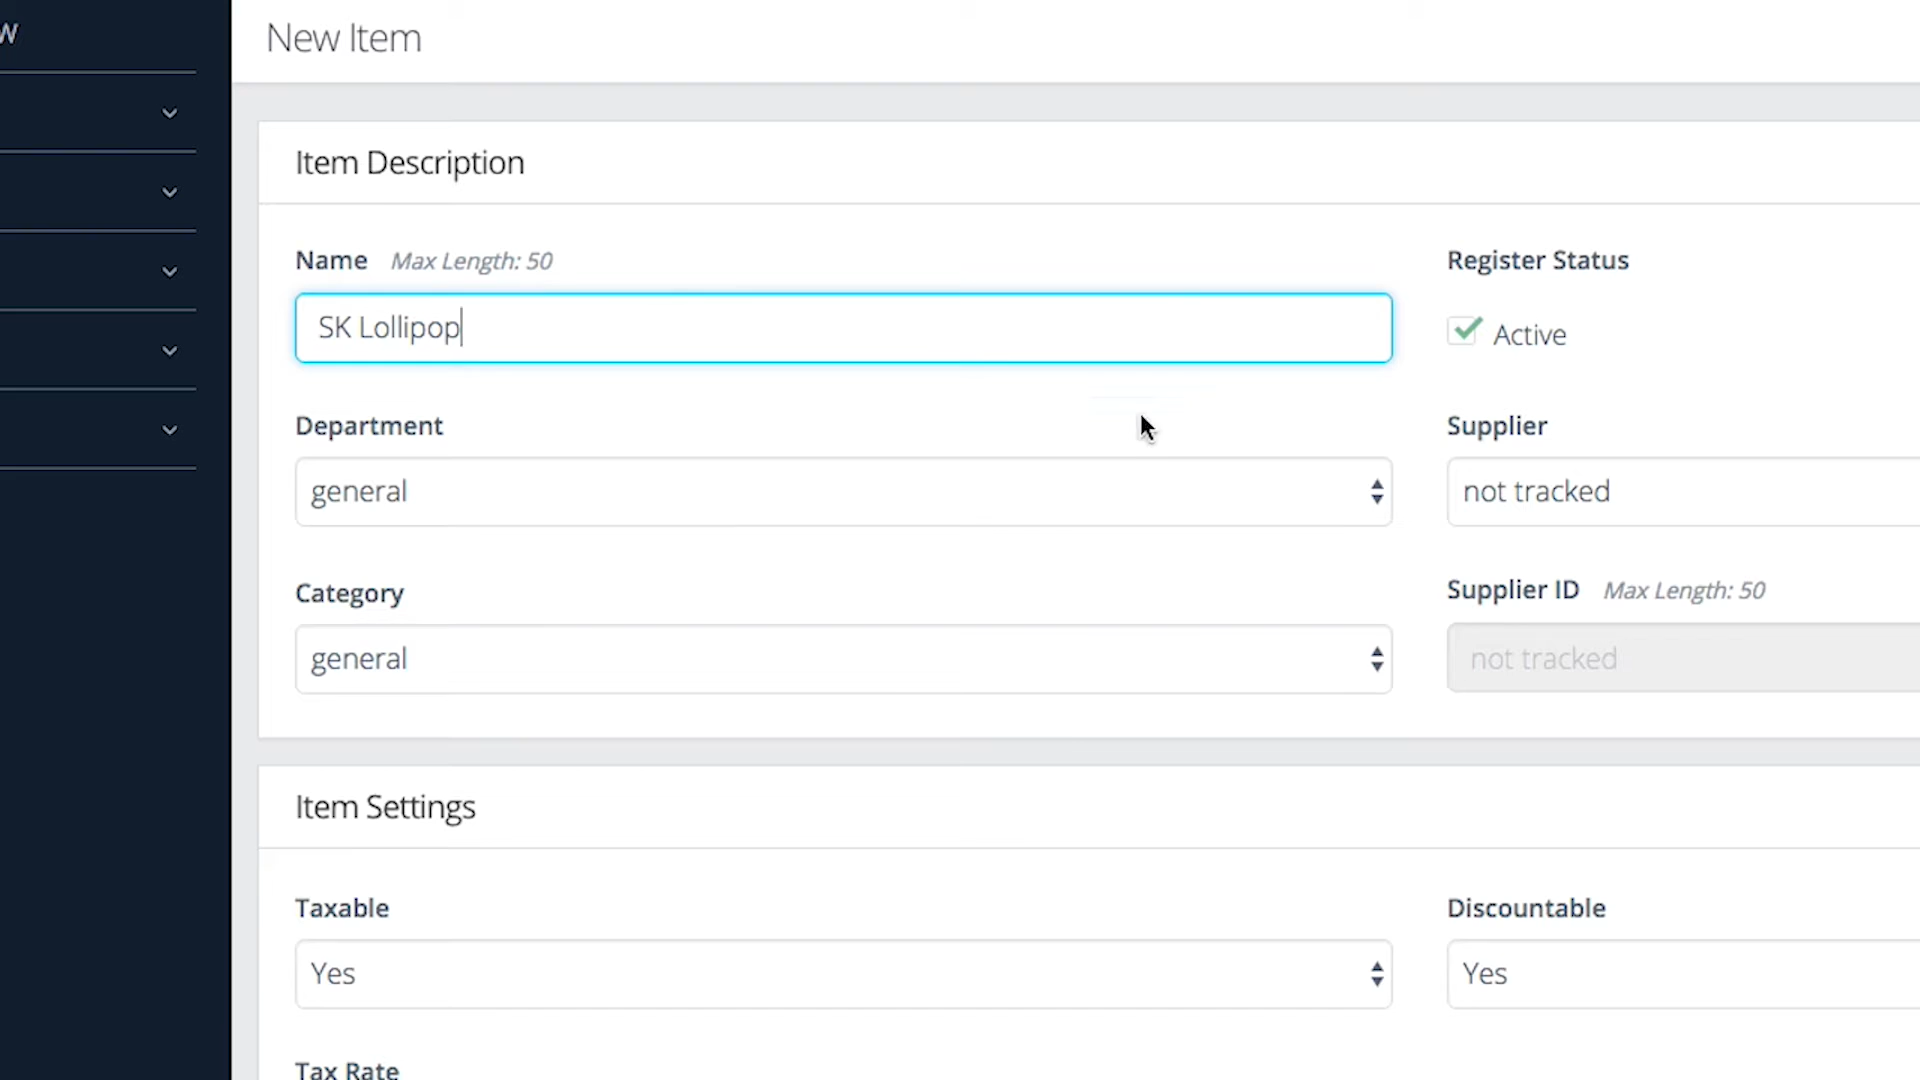 W
New Item
Item Description
Name Max Length: 50
Register Status
SK Lollipop
Active
Department
Supplier
general
not tracked
Category
Supplier ID Max Length: 50
general
not tracked
Item Settings
Taxable
Discountable
Yes
Yes
Tax Rate